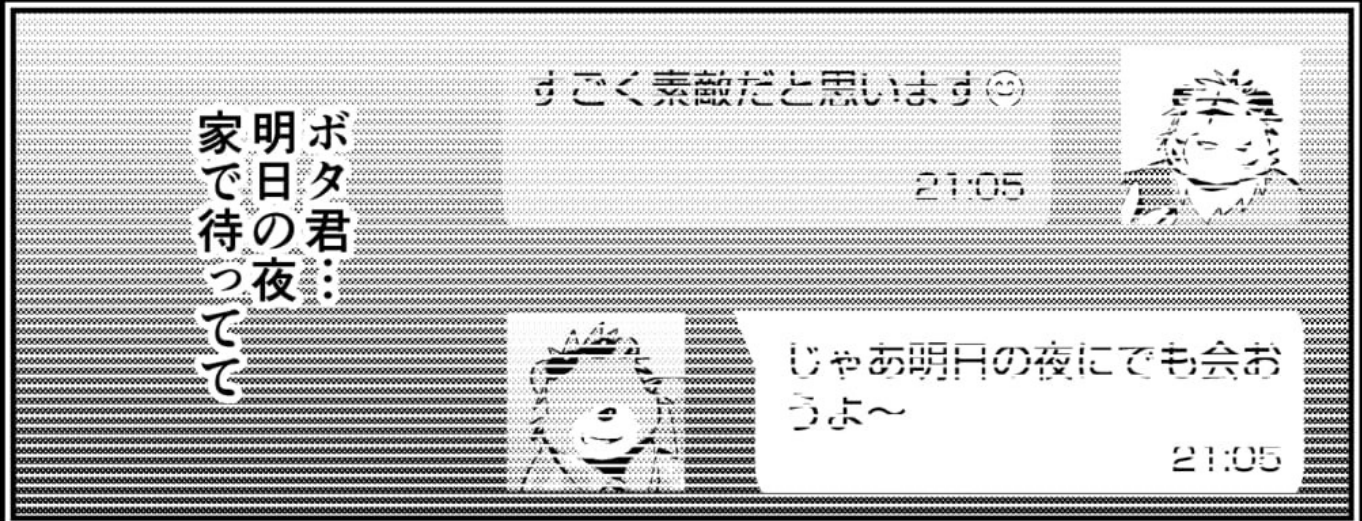 すごく素敵だと思います😊
21:05
じゃあ明日の夜にでも会お
うよ～
21:05
ボタ君…
明日の夜
家で待ってて